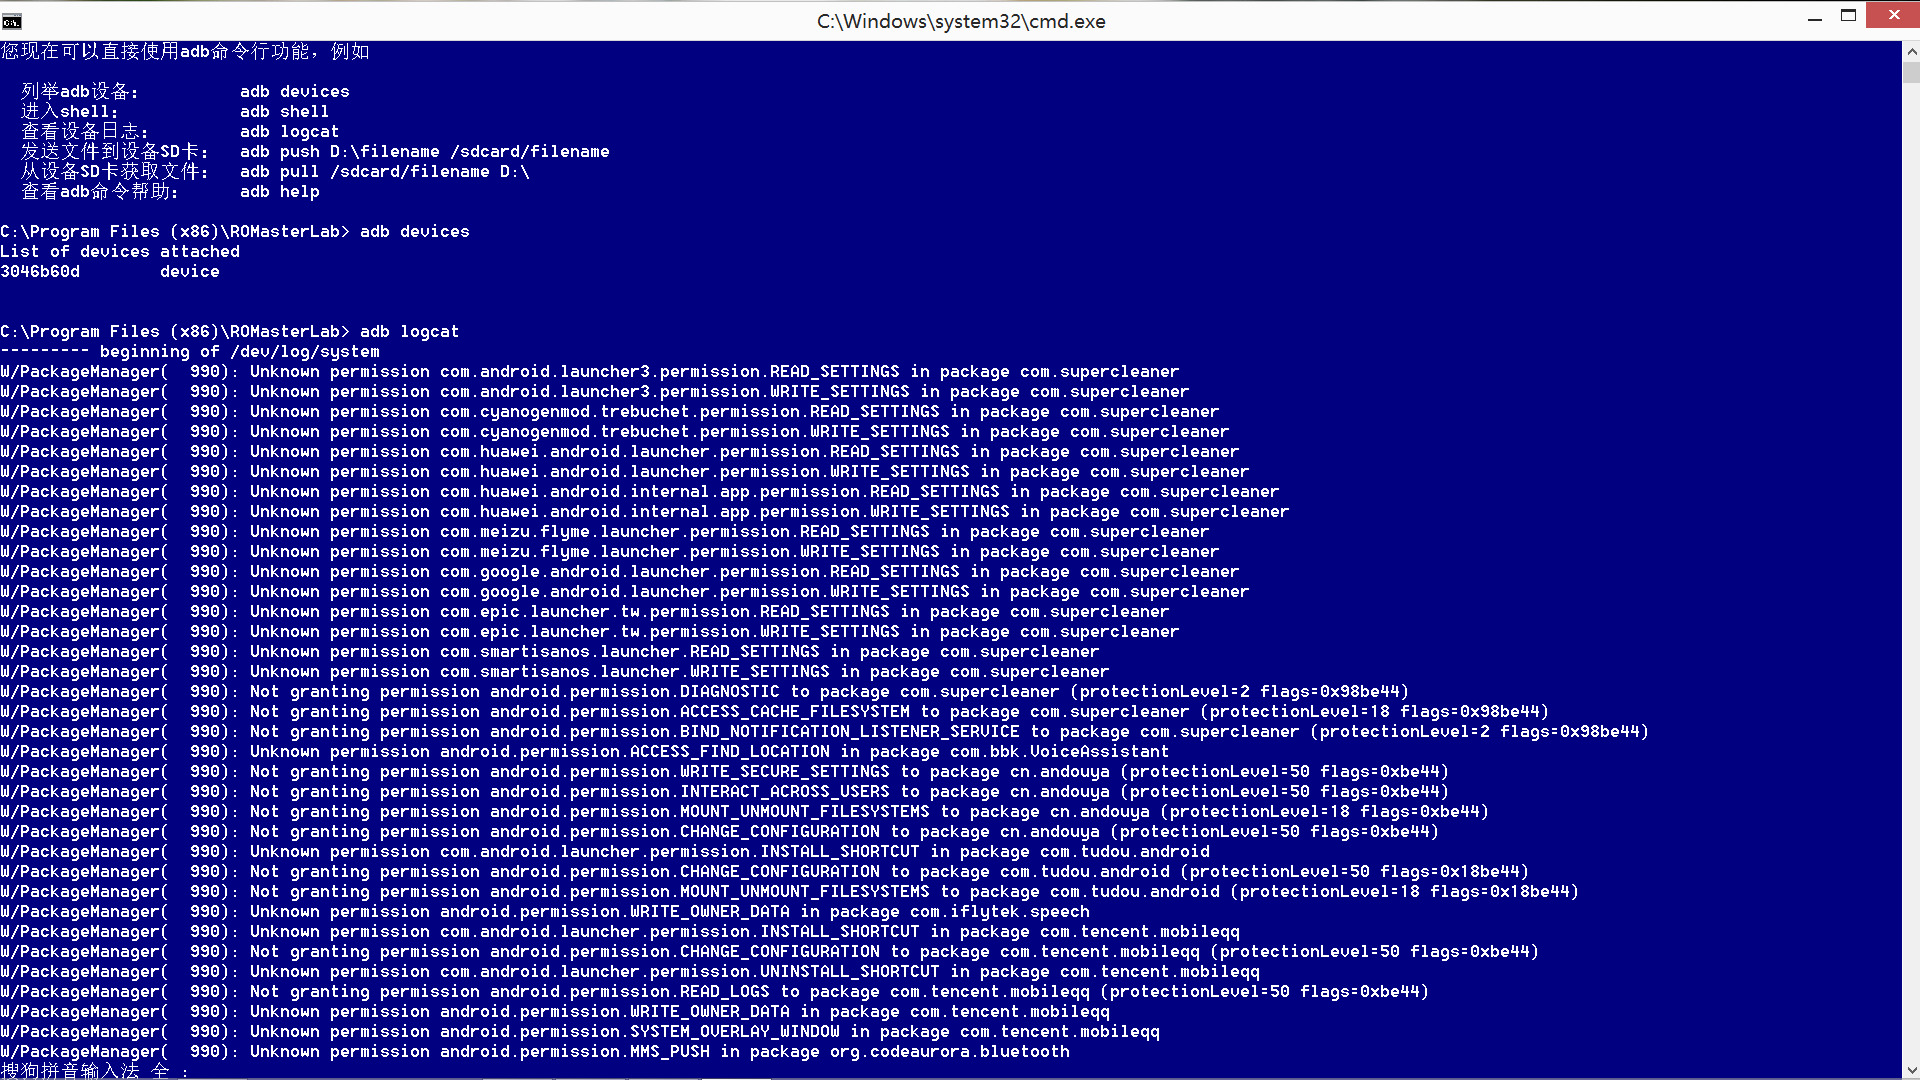 C:\Windows\system32\cmd.exe
您现在可以直接使用adb命令行功能，例如
列举adb设备： adb devices
进入shell： adb shell
查看设备日志： adb logcat
发送文件到设备SD卡： adb push D:\filename /sdcard/filename
从设备SD卡获取文件： adb pull /sdcard/filename D:\
查看adb命令帮助： adb help
C:\Program Files (x86)\ROMasterLab> adb devices
List of devices attached
3046b60d device
C:\Program Files (x86)\ROMasterLab> adb logcat
--------- beginning of /dev/log/system
W/PackageManager(  990): Unknown permission com.android.launcher3.permission.READ_SETTINGS in package com.supercleaner
W/PackageManager(  990): Unknown permission com.android.launcher3.permission.WRITE_SETTINGS in package com.supercleaner
W/PackageManager(  990): Unknown permission com.cyanogenmod.trebuchet.permission.READ_SETTINGS in package com.supercleaner
W/PackageManager(  990): Unknown permission com.cyanogenmod.trebuchet.permission.WRITE_SETTINGS in package com.supercleaner
W/PackageManager(  990): Unknown permission com.huawei.android.launcher.permission.READ_SETTINGS in package com.supercleaner
W/PackageManager(  990): Unknown permission com.huawei.android.launcher.permission.WRITE_SETTINGS in package com.supercleaner
W/PackageManager(  990): Unknown permission com.huawei.android.internal.app.permission.READ_SETTINGS in package com.supercleaner
W/PackageManager(  990): Unknown permission com.huawei.android.internal.app.permission.WRITE_SETTINGS in package com.supercleaner
W/PackageManager(  990): Unknown permission com.meizu.flyme.launcher.permission.READ_SETTINGS in package com.supercleaner
W/PackageManager(  990): Unknown permission com.meizu.flyme.launcher.permission.WRITE_SETTINGS in package com.supercleaner
W/PackageManager(  990): Unknown permission com.google.android.launcher.permission.READ_SETTINGS in package com.supercleaner
W/PackageManager(  990): Unknown permission com.google.android.launcher.permission.WRITE_SETTINGS in package com.supercleaner
W/PackageManager(  990): Unknown permission com.epic.launcher.tw.permission.READ_SETTINGS in package com.supercleaner
W/PackageManager(  990): Unknown permission com.epic.launcher.tw.permission.WRITE_SETTINGS in package com.supercleaner
W/PackageManager(  990): Unknown permission com.smartisanos.launcher.READ_SETTINGS in package com.supercleaner
W/PackageManager(  990): Unknown permission com.smartisanos.launcher.WRITE_SETTINGS in package com.supercleaner
W/PackageManager(  990): Not granting permission android.permission.DIAGNOSTIC to package com.supercleaner (protectionLevel=2 flags=0x98be44)
W/PackageManager(  990): Not granting permission android.permission.ACCESS_CACHE_FILESYSTEM to package com.supercleaner (protectionLevel=18 flags=0x98be44)
W/PackageManager(  990): Not granting permission android.permission.BIND_NOTIFICATION_LISTENER_SERVICE to package com.supercleaner (protectionLevel=2 flags=0x98be44)
W/PackageManager(  990): Unknown permission android.permission.ACCESS_FIND_LOCATION in package com.bbk.VoiceAssistant
W/PackageManager(  990): Not granting permission android.permission.WRITE_SECURE_SETTINGS to package cn.andouya (protectionLevel=50 flags=0xbe44)
W/PackageManager(  990): Not granting permission android.permission.INTERACT_ACROSS_USERS to package cn.andouya (protectionLevel=50 flags=0xbe44)
W/PackageManager(  990): Not granting permission android.permission.MOUNT_UNMOUNT_FILESYSTEMS to package cn.andouya (protectionLevel=18 flags=0xbe44)
W/PackageManager(  990): Not granting permission android.permission.CHANGE_CONFIGURATION to package cn.andouya (protectionLevel=50 flags=0xbe44)
W/PackageManager(  990): Unknown permission com.android.launcher.permission.INSTALL_SHORTCUT in package com.tudou.android
W/PackageManager(  990): Not granting permission android.permission.CHANGE_CONFIGURATION to package com.tudou.android (protectionLevel=50 flags=0x18be44)
W/PackageManager(  990): Not granting permission android.permission.MOUNT_UNMOUNT_FILESYSTEMS to package com.tudou.android (protectionLevel=18 flags=0x18be44)
W/PackageManager(  990): Unknown permission android.permission.WRITE_OWNER_DATA in package com.iflytek.speech
W/PackageManager(  990): Unknown permission com.android.launcher.permission.INSTALL_SHORTCUT in package com.tencent.mobileqq
W/PackageManager(  990): Not granting permission android.permission.CHANGE_CONFIGURATION to package com.tencent.mobileqq (protectionLevel=50 flags=0xbe44)
W/PackageManager(  990): Unknown permission com.android.launcher.permission.UNINSTALL_SHORTCUT in package com.tencent.mobileqq
W/PackageManager(  990): Not granting permission android.permission.READ_LOGS to package com.tencent.mobileqq (protectionLevel=50 flags=0xbe44)
W/PackageManager(  990): Unknown permission android.permission.WRITE_OWNER_DATA in package com.tencent.mobileqq
W/PackageManager(  990): Unknown permission android.permission.SYSTEM_OVERLAY_WINDOW in package com.tencent.mobileqq
W/PackageManager(  990): Unknown permission android.permission.MMS_PUSH in package org.codeaurora.bluetooth
搜狗拼音输入法 全 ：